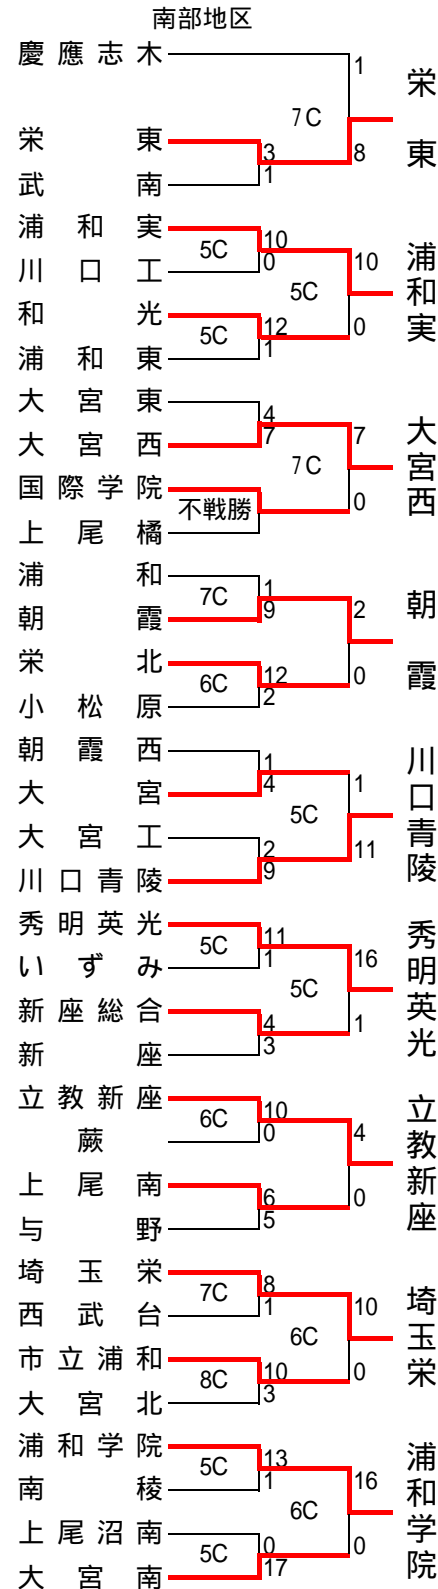 南部地区
慶應志木
1
栄東
7C
栄東
3
8
武南
1
浦和実
10
5C
川口工
0
10
浦和実
5C
和光
12
0
5C
浦和東
1
大宮東
4
大宮西
7
7
大宮西
7C
国際学院
0
不戦勝
上尾橘
浦和
1
7C
朝霞
9
2
朝霞
栄北
12
0
6C
小松原
2
朝霞西
1
大宮
4
1
川口青陵
5C
大宮工
2
11
川口青陵
9
秀明英光
11
5C
いずみ
1
16
秀明英光
5C
新座総合
4
1
新座
3
立教新座
10
6C
蕨
0
4
立教新座
上尾南
6
0
与野
5
埼玉栄
8
7C
西武台
1
10
埼玉栄
6C
市立浦和
10
0
8C
大宮北
3
浦和学院
13
5C
南稜
1
16
浦和学院
6C
上尾沼南
0
0
5C
大宮南
17